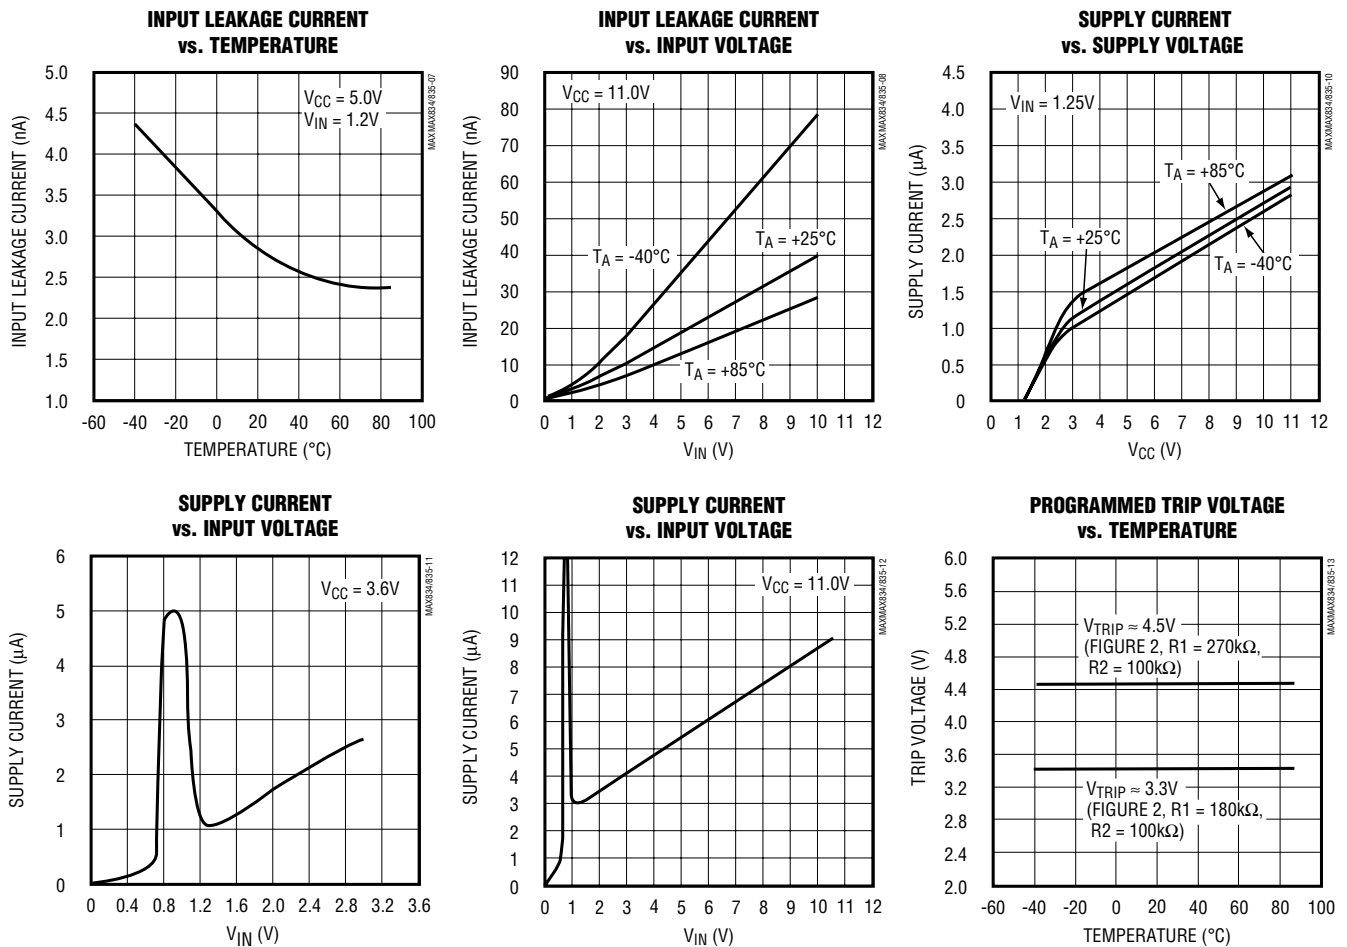 INPUT LEAKAGE CURRENT
vs. TEMPERATURE
5.0
4.5
4.0
3.5
3.0
2.5
2.0
1.5
1.0
INPUT LEAKAGE CURRENT (nA)
VCC = 5.0V
VIN = 1.2V
MAXMAX834/835-07
-60 -40 -20 0 20 40 60 80 100
TEMPERATURE (°C)
INPUT LEAKAGE CURRENT
vs. INPUT VOLTAGE
90
80
70
60
50
40
30
20
10
0
INPUT LEAKAGE CURRENT (nA)
VCC = 11.0V
TA = -40°C
TA = +25°C
TA = +85°C
MAXMAX834/835-08
0 1 2 3 4 5 6 7 8 9 10 11 12
VIN (V)
SUPPLY CURRENT
vs. SUPPLY VOLTAGE
4.5
4.0
3.5
3.0
2.5
2.0
1.5
1.0
0.5
0
SUPPLY CURRENT (µA)
VIN = 1.25V
TA = +85°C
TA = +25°C
TA = -40°C
MAXMAX834/835-10
0 1 2 3 4 5 6 7 8 9 10 11 12
VCC (V)
SUPPLY CURRENT
vs. INPUT VOLTAGE
6
5
4
3
2
1
0
SUPPLY CURRENT (µA)
VCC = 3.6V
MAX834/835-11
0 0.4 0.8 1.2 1.6 2.0 2.4 2.8 3.2 3.6
VIN (V)
SUPPLY CURRENT
vs. INPUT VOLTAGE
12
11
10
9
8
7
6
5
4
3
2
1
0
SUPPLY CURRENT (µA)
VCC = 11.0V
MAXMAX834/835-12
0 1 2 3 4 5 6 7 8 9 10 11 12
VIN (V)
PROGRAMMED TRIP VOLTAGE
vs. TEMPERATURE
6.0
5.6
5.2
4.8
4.4
4.0
3.6
3.2
2.8
2.4
2.0
TRIP VOLTAGE (V)
VTRIP ≈ 4.5V
(FIGURE 2, R1 = 270kΩ,
R2 = 100kΩ)
VTRIP ≈ 3.3V
(FIGURE 2, R1 = 180kΩ,
R2 = 100kΩ)
MAXMAX834/835-13
-60 -40 -20 0 20 40 60 80 100
TEMPERATURE (°C)